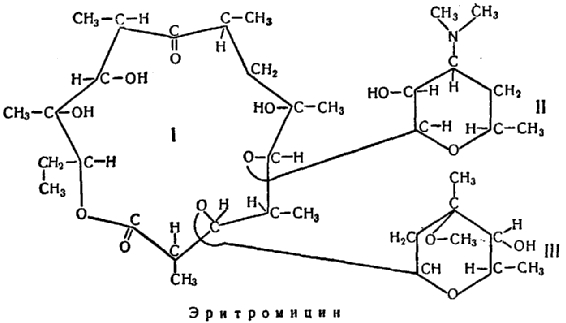 CH₃ CH₃
CH₃–C–H C C–CH₃
O H N
H–C–OH CH₂ C
H
HO–C–H CH₂
CH₃–C–OH HO–C–CH₃ II
C–H H–C–CH₃
I O
CH₂–C–H O–C–H
CH₃ CH₃
O C O H H–C–CH₃ C H
O H C H₂C O–CH₃ C OH III
C CH H–C–CH₃
CH₃ O
Эритромицин